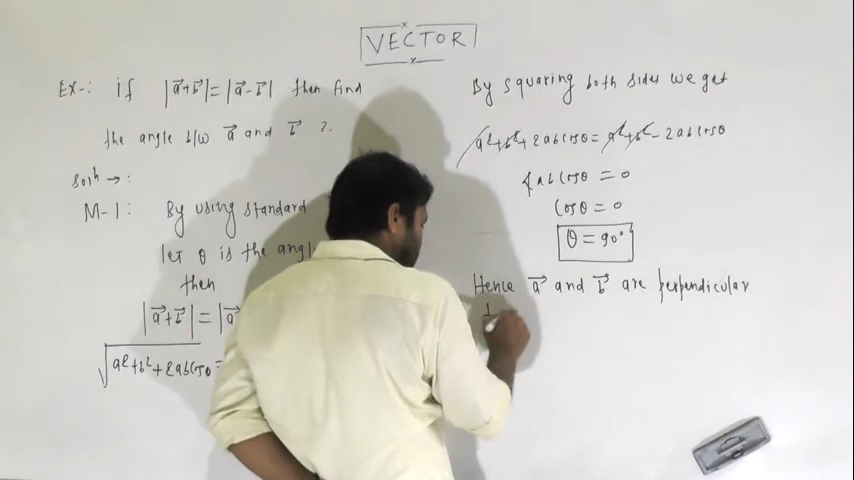 VECTOR
Ex-: if |a⃗+b⃗|=|a⃗-b⃗| then find
the angle b/w a⃗ and b⃗ ?.
solⁿ →:
M-1: By using standard
let θ is the angl
then
|a⃗+b⃗|=|a⃗
√a²+b²+2abcosθ =
By squaring both sides we get
a²+b²+2abcosθ = a²+b²-2abcosθ
4abcosθ = 0
cosθ = 0
θ = 90°
Hence a⃗ and b⃗ are perpendicular